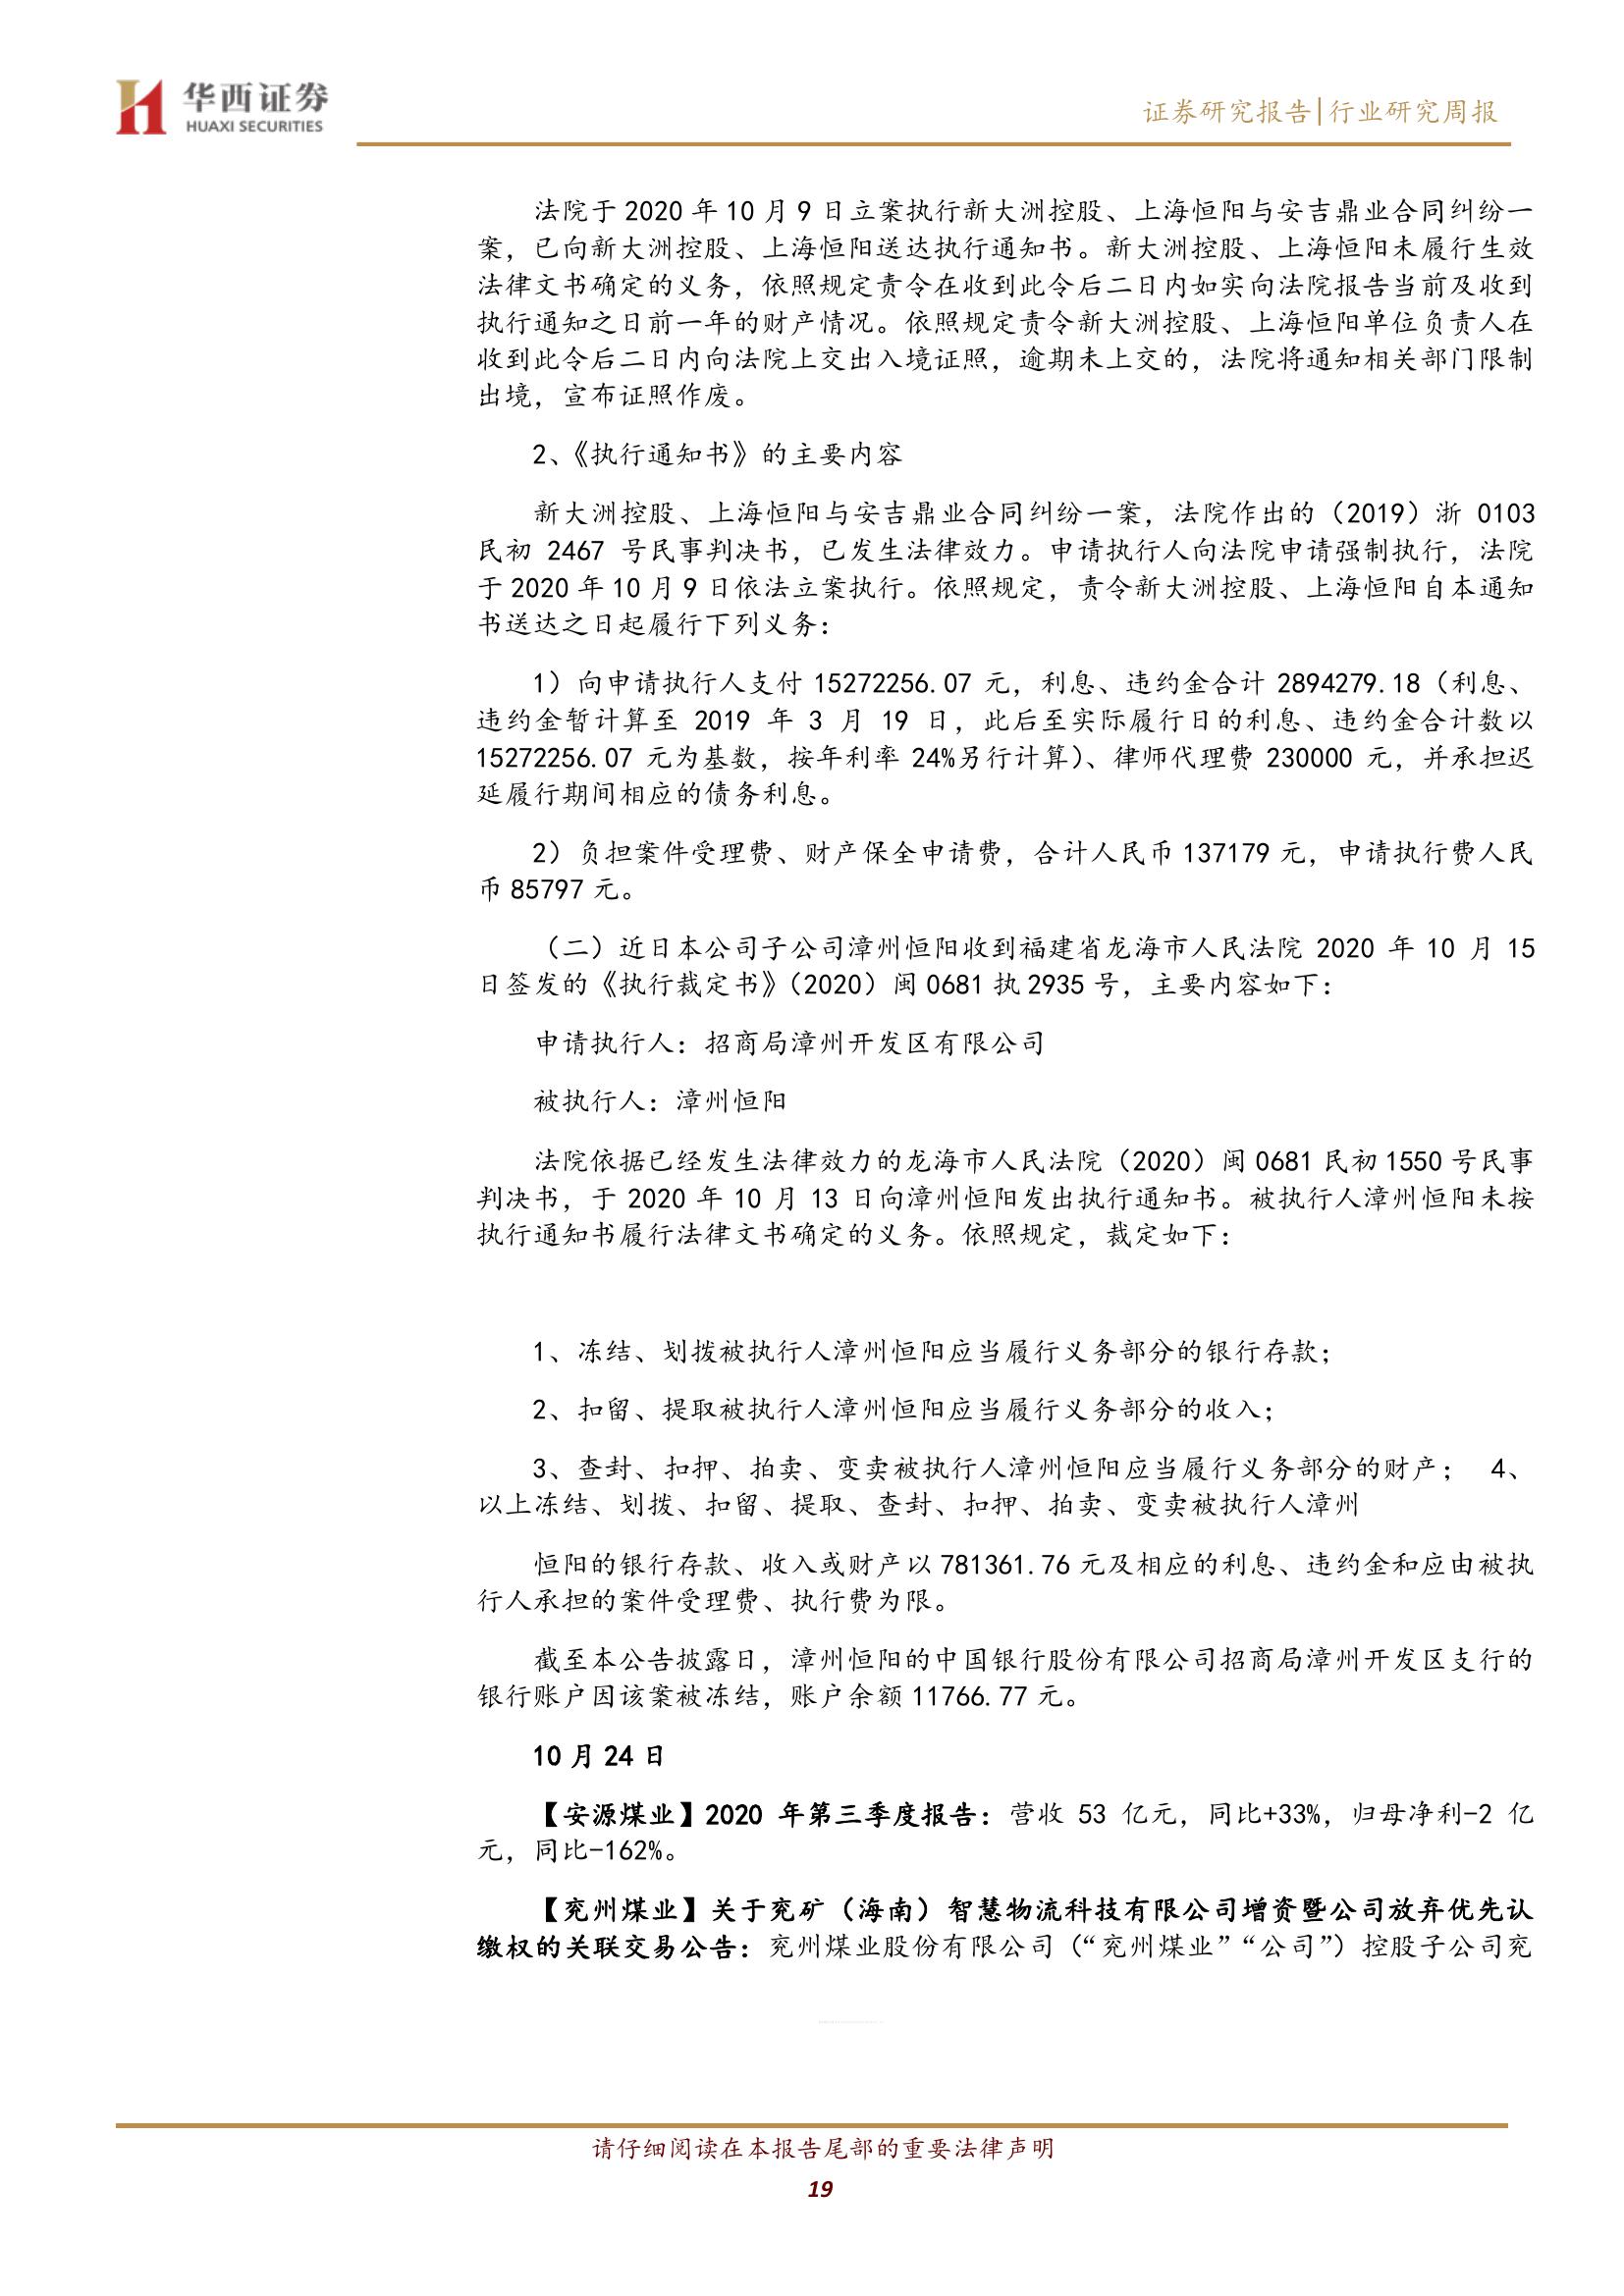 华西证券
HUAXI SECURITIES
证券研究报告|行业研究周报
法院于 2020 年 10 月 9 日立案执行新大洲控股、上海恒阳与安吉鼎业合同纠纷一
案，已向新大洲控股、上海恒阳送达执行通知书。新大洲控股、上海恒阳未履行生效
法律文书确定的义务，依照规定责令在收到此令后二日内如实向法院报告当前及收到
执行通知之日前一年的财产情况。依照规定责令新大洲控股、上海恒阳单位负责人在
收到此令后二日内向法院上交出入境证照，逾期未上交的，法院将通知相关部门限制
出境，宣布证照作废。
2、《执行通知书》的主要内容
新大洲控股、上海恒阳与安吉鼎业合同纠纷一案，法院作出的（2019）浙 0103
民初 2467 号民事判决书，已发生法律效力。申请执行人向法院申请强制执行，法院
于 2020 年 10 月 9 日依法立案执行。依照规定，责令新大洲控股、上海恒阳自本通知
书送达之日起履行下列义务：
1）向申请执行人支付 15272256.07 元，利息、违约金合计 2894279.18（利息、
违约金暂计算至 2019 年 3 月 19 日，此后至实际履行日的利息、违约金合计数以
15272256.07 元为基数，按年利率 24%另行计算）、律师代理费 230000 元，并承担迟
延履行期间相应的债务利息。
2）负担案件受理费、财产保全申请费，合计人民币 137179 元，申请执行费人民
币 85797 元。
（二）近日本公司子公司漳州恒阳收到福建省龙海市人民法院 2020 年 10 月 15
日签发的《执行裁定书》（2020）闽 0681 执 2935 号，主要内容如下：
申请执行人：招商局漳州开发区有限公司
被执行人：漳州恒阳
法院依据已经发生法律效力的龙海市人民法院（2020）闽 0681 民初 1550 号民事
判决书，于 2020 年 10 月 13 日向漳州恒阳发出执行通知书。被执行人漳州恒阳未按
执行通知书履行法律文书确定的义务。依照规定，裁定如下：
1、冻结、划拨被执行人漳州恒阳应当履行义务部分的银行存款；
2、扣留、提取被执行人漳州恒阳应当履行义务部分的收入；
3、查封、扣押、拍卖、变卖被执行人漳州恒阳应当履行义务部分的财产； 4、
以上冻结、划拨、扣留、提取、查封、扣押、拍卖、变卖被执行人漳州
恒阳的银行存款、收入或财产以 781361.76 元及相应的利息、违约金和应由被执
行人承担的案件受理费、执行费为限。
截至本公告披露日，漳州恒阳的中国银行股份有限公司招商局漳州开发区支行的
银行账户因该案被冻结，账户余额 11766.77 元。
10 月 24 日
【安源煤业】2020 年第三季度报告：营收 53 亿元，同比+33%，归母净利-2 亿
元，同比-162%。
【兖州煤业】关于兖矿（海南）智慧物流科技有限公司增资暨公司放弃优先认
缴权的关联交易公告：兖州煤业股份有限公司（“兖州煤业”“公司”）控股子公司兖
请仔细阅读在本报告尾部的重要法律声明
19